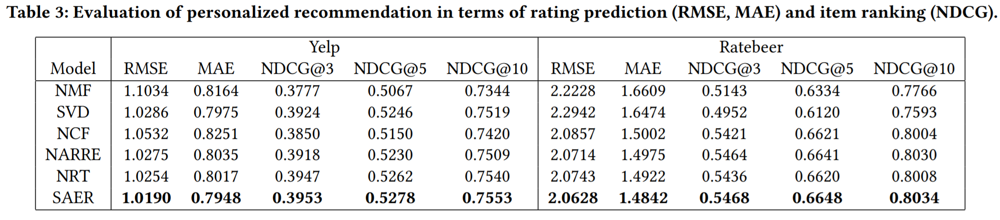 Table 3: Evaluation of personalized recommendation in terms of rating prediction (RMSE, MAE) and item ranking (NDCG).
Yelp Ratebeer
Model RMSE MAE NDCG@3 NDCG@5 NDCG@10 RMSE MAE NDCG@3 NDCG@5 NDCG@10
NMF 1.1034 0.8164 0.3777 0.5067 0.7344 2.2228 1.6609 0.5143 0.6334 0.7766
SVD 1.0286 0.7975 0.3924 0.5246 0.7519 2.2942 1.6474 0.4952 0.6120 0.7593
NCF 1.0532 0.8251 0.3850 0.5150 0.7420 2.0857 1.5002 0.5421 0.6621 0.8004
NARRE 1.0275 0.8035 0.3918 0.5230 0.7509 2.0714 1.4975 0.5464 0.6641 0.8030
NRT 1.0254 0.8017 0.3947 0.5262 0.7540 2.0743 1.4922 0.5436 0.6620 0.8008
SAER 1.0190 0.7948 0.3953 0.5278 0.7553 2.0628 1.4842 0.5468 0.6648 0.8034